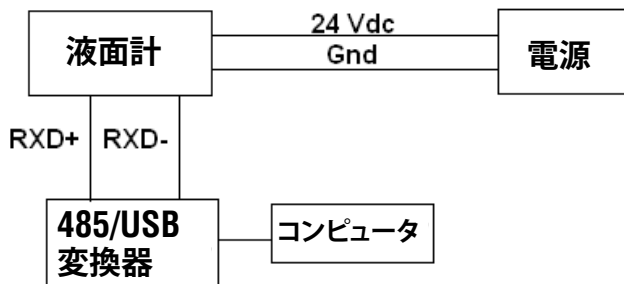 液面計
24 Vdc
Gnd
電源
RXD+
RXD-
485/USB
変換器
コンピュータ